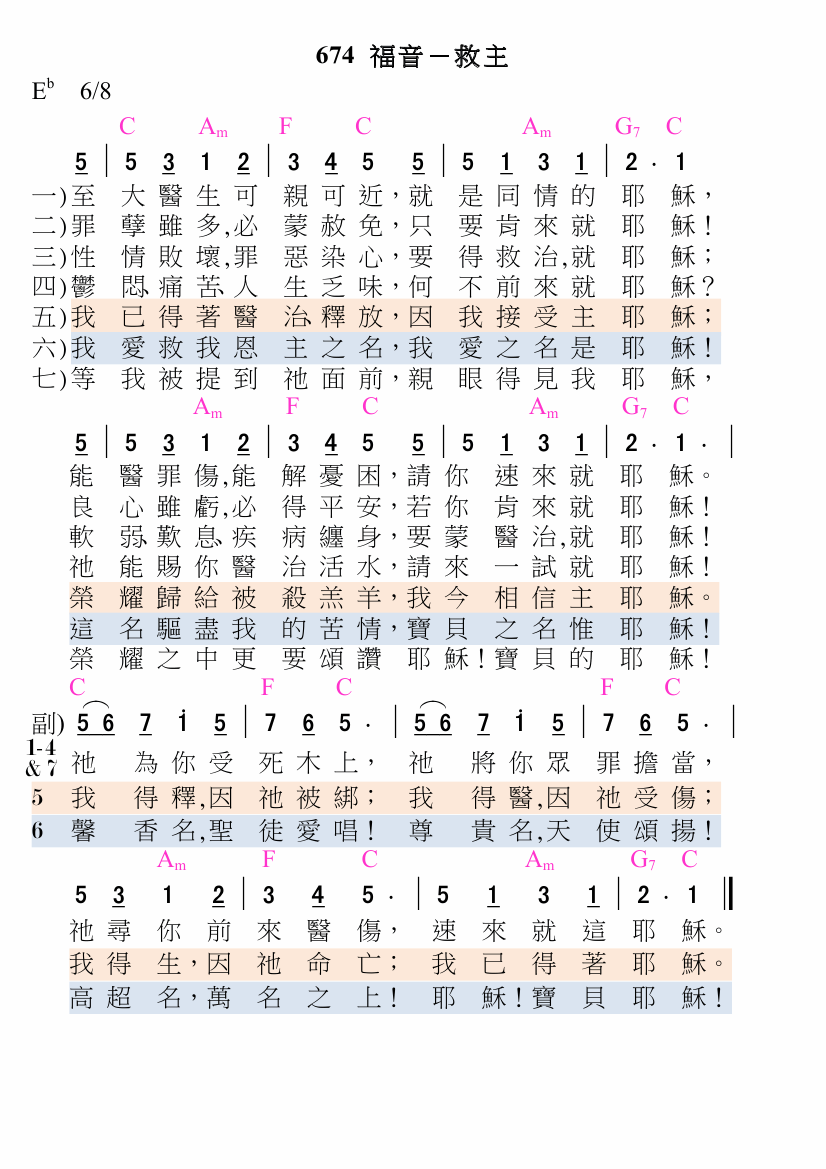 674 福音－救主
E♭ 6/8
C Am F C Am G7 C
5 | 5 3 1 2 | 3 4 5 5 | 5 1 3 1 | 2 · 1
一)至 大 醫 生 可 親 可 近，就 是 同 情 的 耶 穌，
二)罪 孽 雖 多,必 蒙 赦 免，只 要 肯 來 就 耶 穌！
三)性 情 敗 壞,罪 惡 染 心，要 得 救 治,就 耶 穌；
四)鬱 悶、痛 苦、人 生 乏 味，何 不 前 來 就 耶 穌？
五)我 已 得 著 醫 治、釋 放，因 我 接 受 主 耶 穌；
六)我 愛 救 我 恩 主 之 名，我 愛 之 名 是 耶 穌！
七)等 我 被 提 到 祂 面 前，親 眼 得 見 我 耶 穌，
Am F C Am G7 C
5 | 5 3 1 2 | 3 4 5 5 | 5 1 3 1 | 2 · 1 · |
能 醫 罪 傷,能 解 憂 困，請 你 速 來 就 耶 穌。
良 心 雖 虧,必 得 平 安，若 你 肯 來 就 耶 穌！
軟 弱、歎 息、疾 病 纏 身，要 蒙 醫 治,就 耶 穌！
祂 能 賜 你 醫 治 活 水，請 來 一 試 就 耶 穌！
榮 耀 歸 給 被 殺 羔 羊，我 今 相 信 主 耶 穌。
這 名 驅 盡 我 的 苦 情，寶 貝 之 名 惟 耶 穌！
榮 耀 之 中 更 要 頌 讚 耶 穌！寶 貝 的 耶 穌！
C F C F C
副) 5 6 7 i 5 | 7 6 5 · | 5 6 7 i 5 | 7 6 5 · |
1-4 & 7 祂 為 你 受 死 木 上， 祂 將 你 眾 罪 擔 當，
5 我 得 釋,因 祂 被 綁； 我 得 醫,因 祂 受 傷；
6 馨 香 名,聖 徒 愛 唱！ 尊 貴 名,天 使 頌 揚！
Am F C Am G7 C
5 3 1 2 | 3 4 5 · | 5 1 3 1 | 2 · 1 ‖
祂 尋 你 前 來 醫 傷， 速 來 就 這 耶 穌。
我 得 生，因 祂 命 亡； 我 已 得 著 耶 穌。
高 超 名，萬 名 之 上！ 耶 穌！寶 貝 耶 穌！